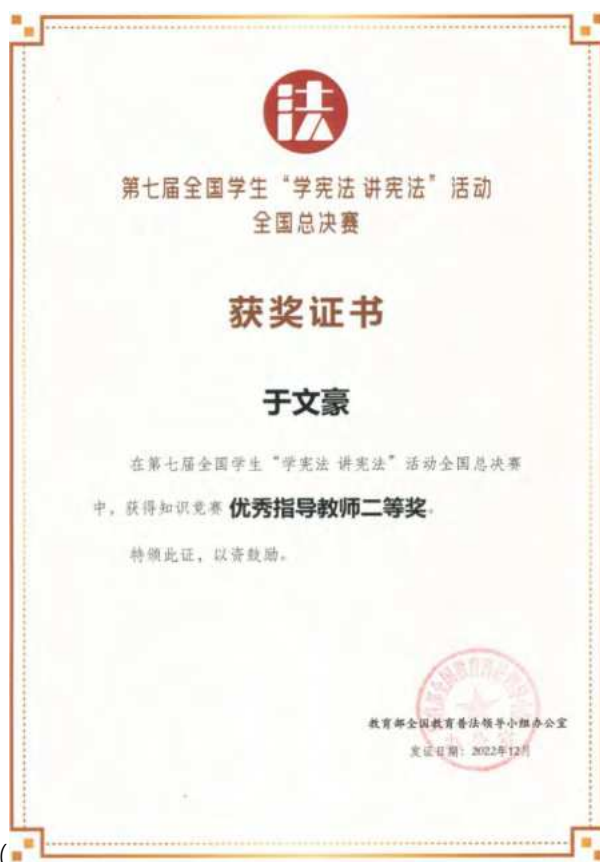 法
第七届全国学生“学宪法 讲宪法”活动
全国总决赛
获奖证书
于文豪
在第七届全国学生“学宪法 讲宪法”活动全国总决赛
中，获得知识竞赛 优秀指导教师二等奖。
特颁此证，以资鼓励。
教育部全国教育普法领导小组办公室
发证日期：2022年12月
(